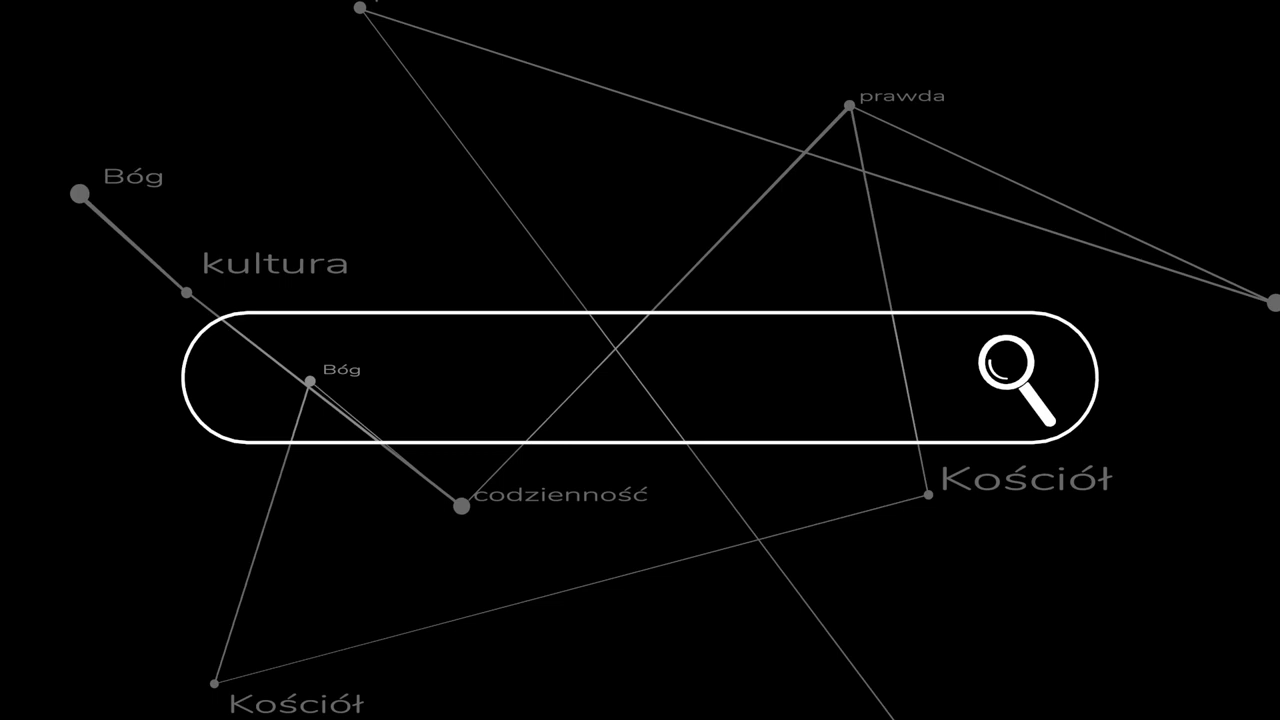 prawda
Bóg
kultura
Bóg
codzienność
Kościół
Kościół